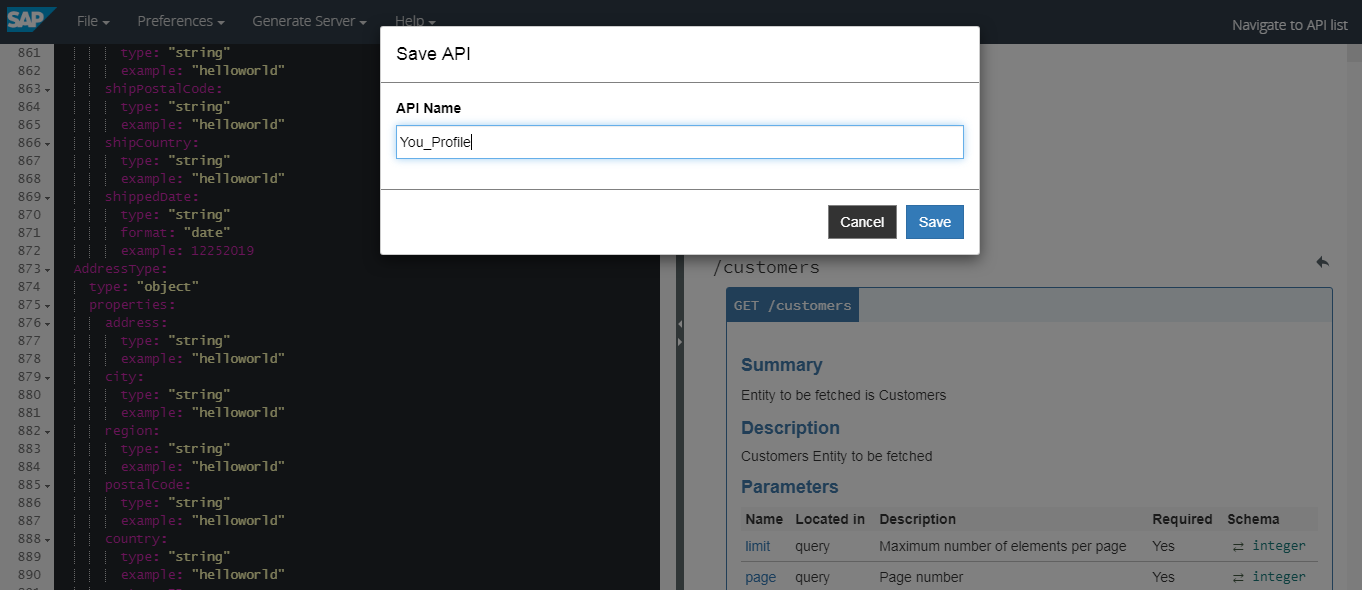 SAP File Preferences Generate Server Help Navigate to API list
Save API
API Name
You_Profile
Cancel Save
861 type: "string"
862 example: "helloworld"
863 shipPostalCode:
864 type: "string"
865 example: "helloworld"
866 shipCountry:
867 type: "string"
868 example: "helloworld"
869 shippedDate:
870 type: "string"
871 format: "date"
872 example: 12252019
873 AddressType:
874 type: "object"
875 properties:
876 address:
877 type: "string"
878 example: "helloworld"
879 city:
880 type: "string"
881 example: "helloworld"
882 region:
883 type: "string"
884 example: "helloworld"
885 postalCode:
886 type: "string"
887 example: "helloworld"
888 country:
889 type: "string"
890 example: "helloworld"
/customers
GET /customers
Summary
Entity to be fetched is Customers
Description
Customers Entity to be fetched
Parameters
Name Located in Description Required Schema
limit query Maximum number of elements per page Yes ⇄ integer
page query Page number Yes ⇄ integer